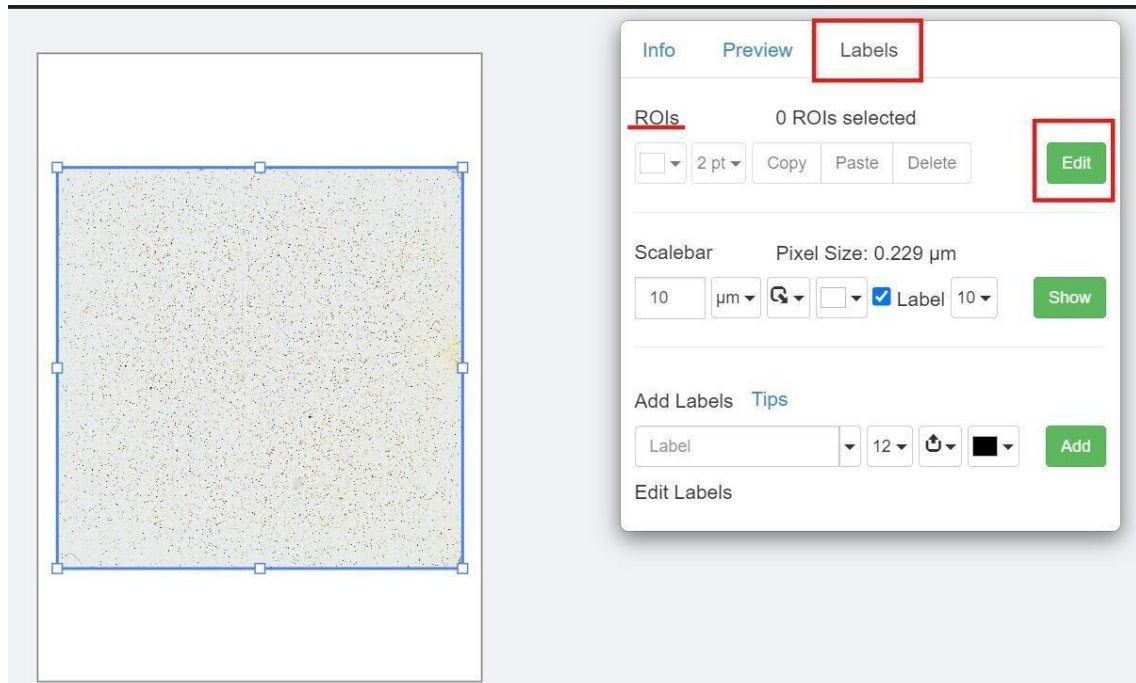 Info Preview Labels
ROIs 0 ROIs selected
2 pt Copy Paste Delete Edit
Scalebar Pixel Size: 0.229 µm
10 µm Label 10 Show
Add Labels Tips
Label 12 Add
Edit Labels